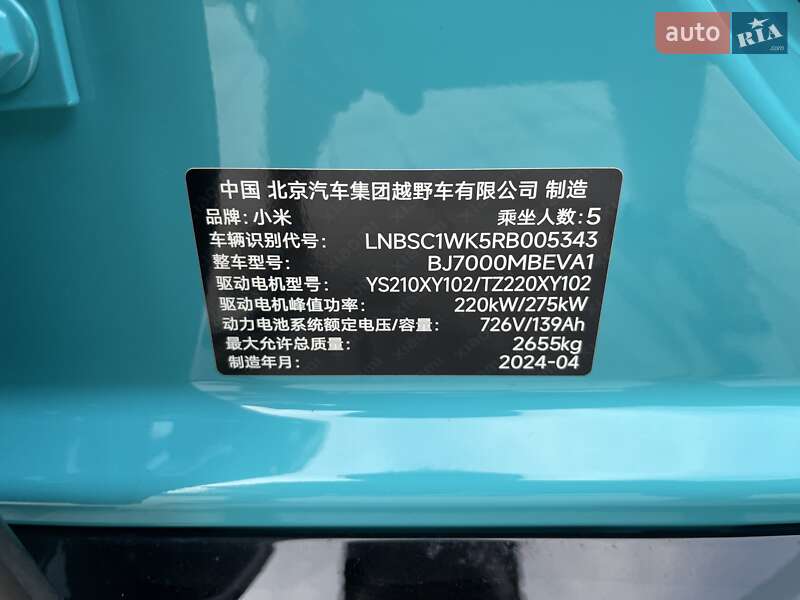 auto RIA
中国 北京汽车集团越野车有限公司 制造
品牌: 小米 乘坐人数: 5
车辆识别代号: LNBSC1WK5RB005343
整车型号: BJ7000MBEVA1
驱动电机型号: YS210XY102/TZ220XY102
驱动电机峰值功率: 220kW/275kW
动力电池系统额定电压/容量: 726V/139Ah
最大允许总质量: 2655kg
制造年月: 2024-04